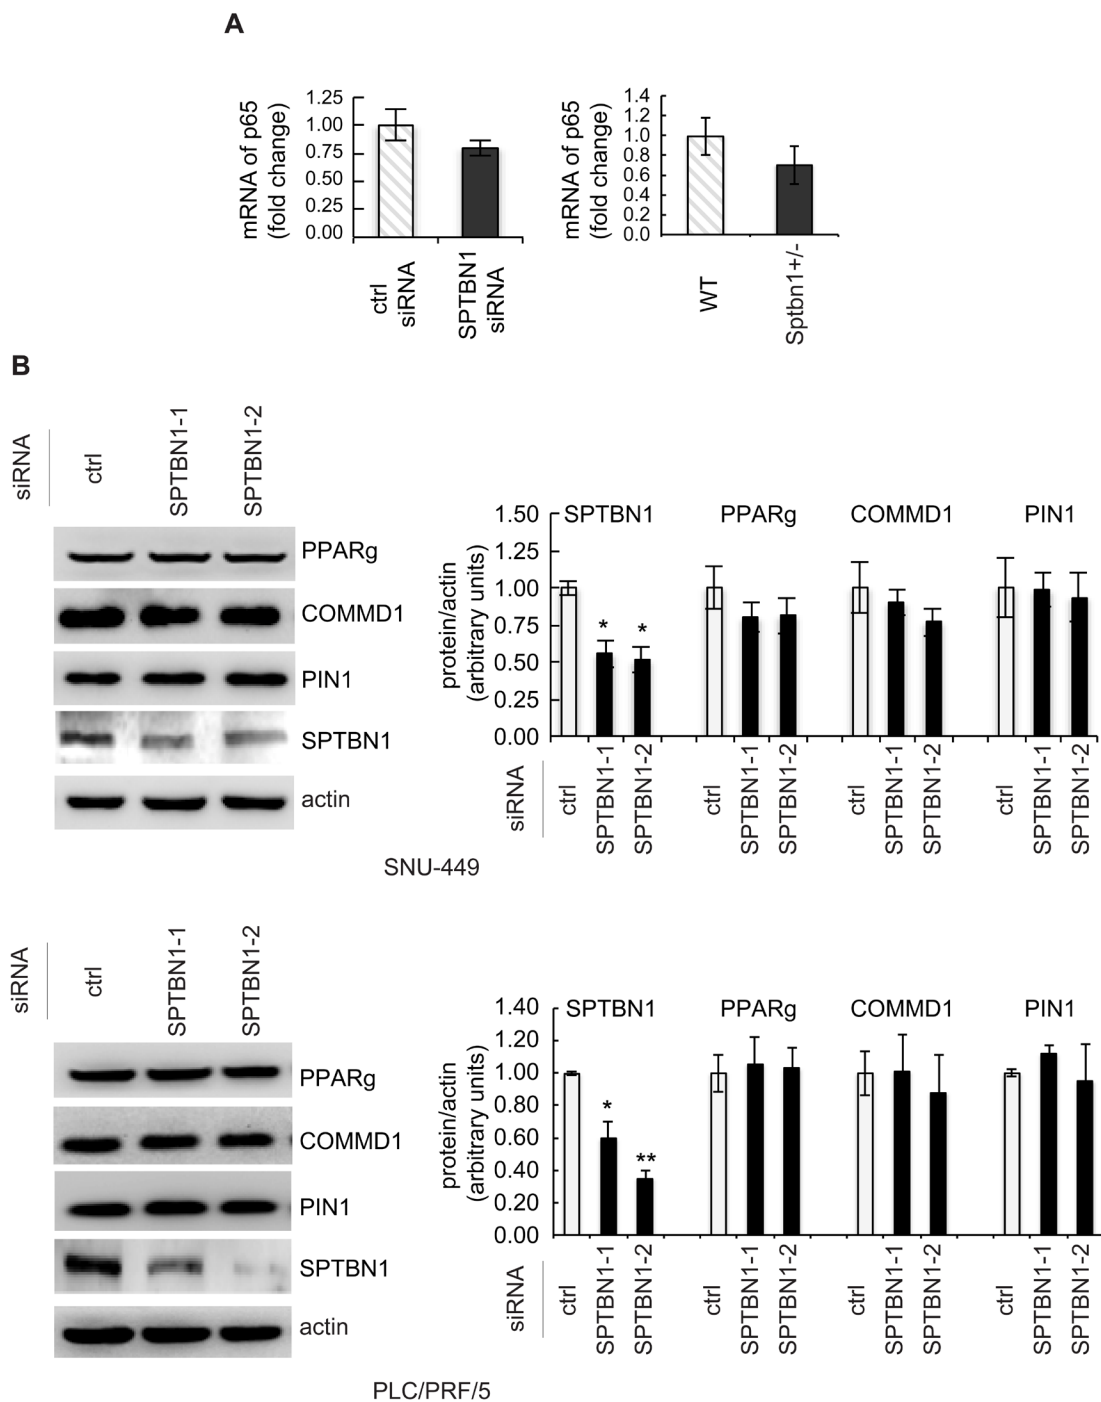 A
mRNA of p65
(fold change)
1.25
1.00
0.75
0.50
0.25
0.00
ctrl
siRNA
SPTBN1
siRNA
mRNA of p65
(fold change)
1.4
1.2
1.0
0.8
0.6
0.4
0.2
0.0
WT
Sptbn1+/-
B
siRNA
ctrl
SPTBN1-1
SPTBN1-2
PPARg
COMMD1
PIN1
SPTBN1
actin
protein/actin
(arbitrary units)
1.50
1.25
1.00
0.75
0.50
0.25
0.00
SPTBN1 PPARg COMMD1 PIN1
* *
siRNA
ctrl
SPTBN1-1
SPTBN1-2
ctrl
SPTBN1-1
SPTBN1-2
ctrl
SPTBN1-1
SPTBN1-2
ctrl
SPTBN1-1
SPTBN1-2
SNU-449
siRNA
ctrl
SPTBN1-1
SPTBN1-2
PPARg
COMMD1
PIN1
SPTBN1
actin
protein/actin
(arbitrary units)
1.40
1.20
1.00
0.80
0.60
0.40
0.20
0.00
SPTBN1 PPARg COMMD1 PIN1
*
**
siRNA
ctrl
SPTBN1-1
SPTBN1-2
ctrl
SPTBN1-1
SPTBN1-2
ctrl
SPTBN1-1
SPTBN1-2
ctrl
SPTBN1-1
SPTBN1-2
PLC/PRF/5